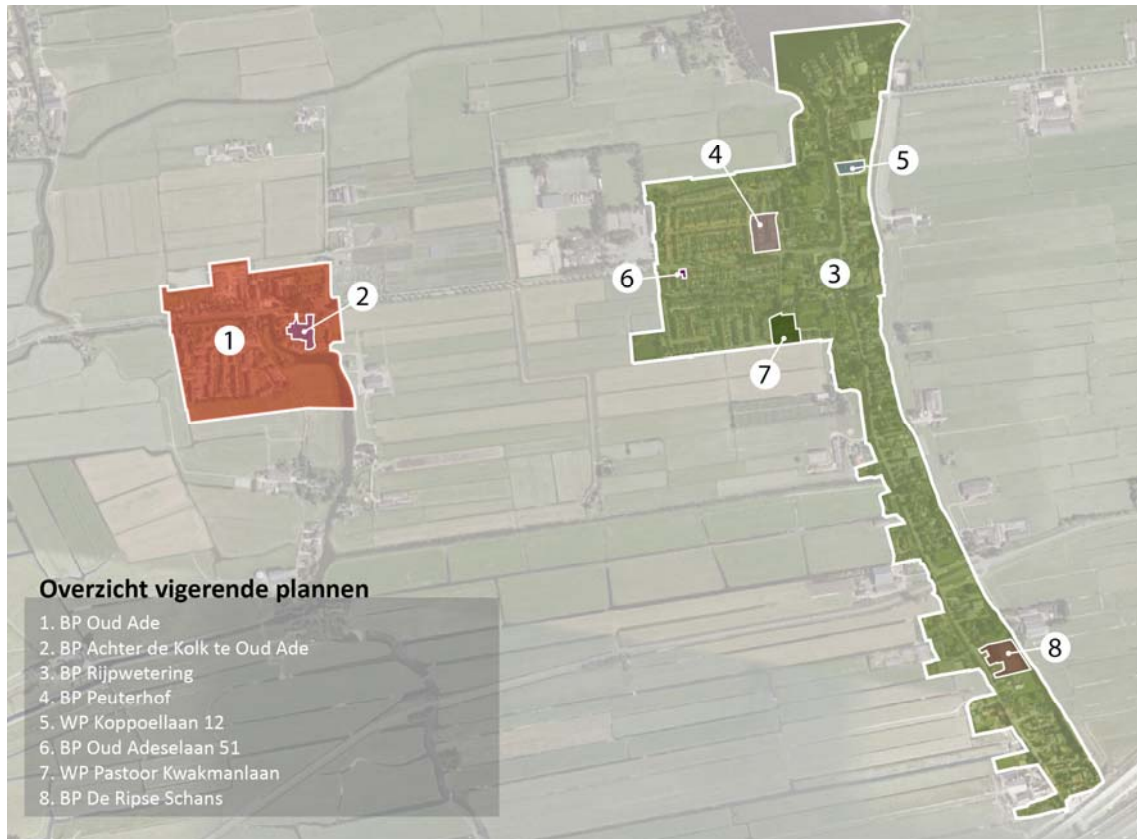 4
5
6
3
2
1
7
8
Overzicht vigerende plannen
1. BP Oud Ade
2. BP Achter de Kolk te Oud Ade
3. BP Rijpwetering
4. BP Peuterhof
5. WP Koppoellaan 12
6. BP Oud Adeselaan 51
7. WP Pastoor Kwakmanlaan
8. BP De Ripse Schans